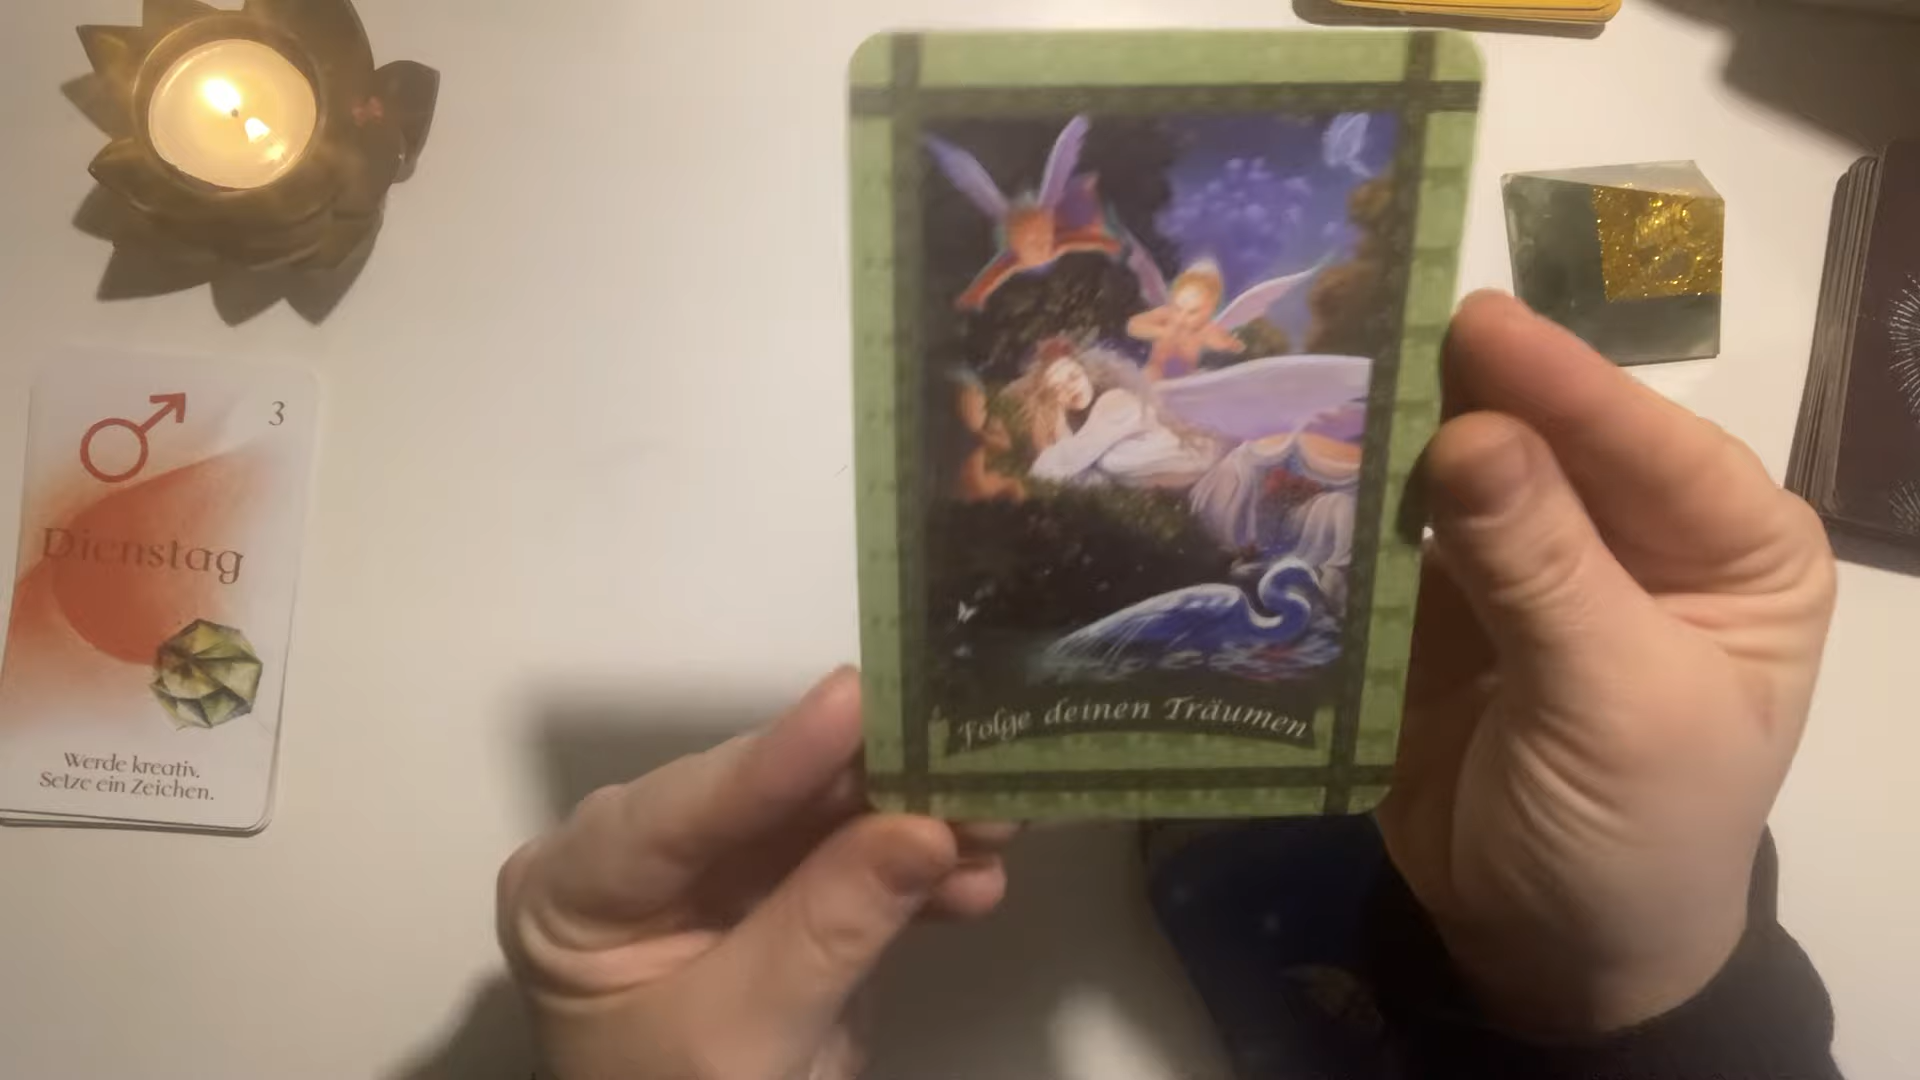 3
Dienstag
Werde kreativ.
Setze ein Zeichen.
Folge deinen Träumen